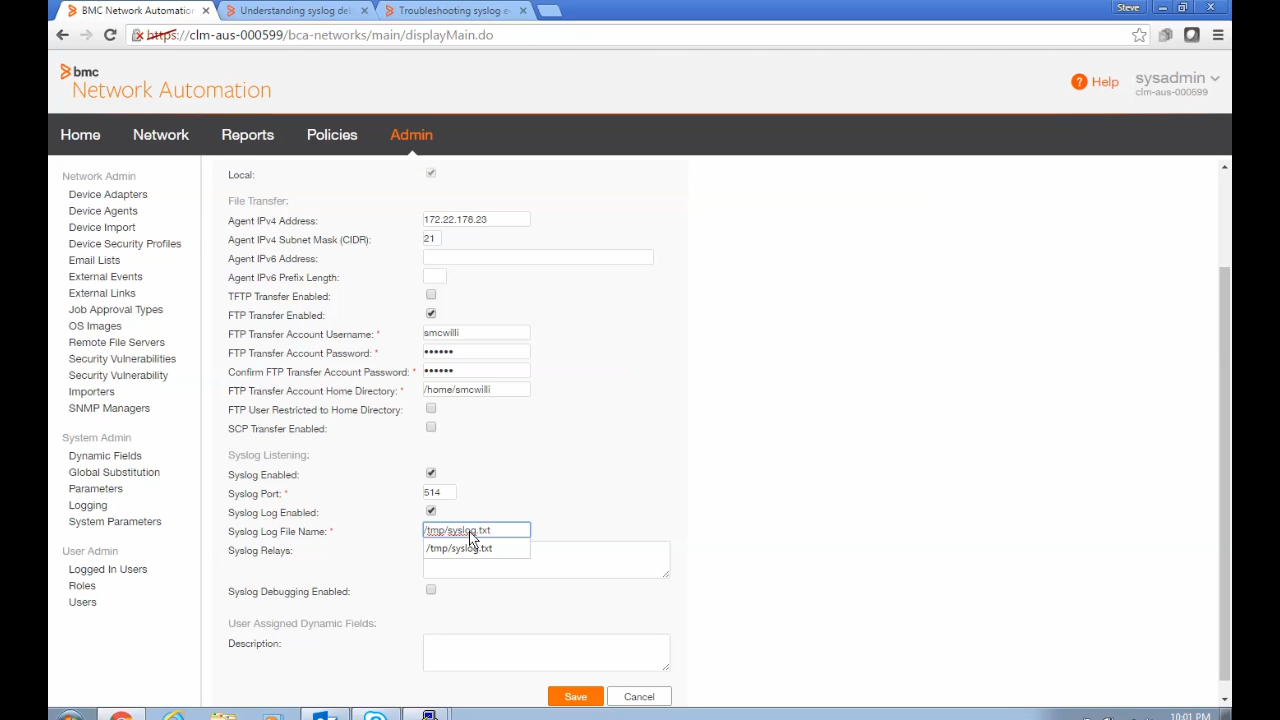 BMC Network Automation
Understanding syslog de
Troubleshooting syslog e
Steve
https://clm-aus-000599/bca-networks/main/displayMain.do
bmc
Network Automation
Help
sysadmin
clm-aus-000599
Home Network Reports Policies Admin
Network Admin
Device Adapters
Device Agents
Device Import
Device Security Profiles
Email Lists
External Events
External Links
Job Approval Types
OS Images
Remote File Servers
Security Vulnerabilities
Security Vulnerability
Importers
SNMP Managers
System Admin
Dynamic Fields
Global Substitution
Parameters
Logging
System Parameters
User Admin
Logged In Users
Roles
Users
Local:
File Transfer:
Agent IPv4 Address: 172.22.178.23
Agent IPv4 Subnet Mask (CIDR): 21
Agent IPv6 Address:
Agent IPv6 Prefix Length:
TFTP Transfer Enabled:
FTP Transfer Enabled:
FTP Transfer Account Username: * smcwilli
FTP Transfer Account Password: * ••••••
Confirm FTP Transfer Account Password: * ••••••
FTP Transfer Account Home Directory: * /home/smcwilli
FTP User Restricted to Home Directory:
SCP Transfer Enabled:
Syslog Listening:
Syslog Enabled:
Syslog Port: * 514
Syslog Log Enabled:
Syslog Log File Name: * /tmp/syslog.txt
/tmp/syslog.txt
Syslog Relays:
Syslog Debugging Enabled:
User Assigned Dynamic Fields:
Description:
Save Cancel
10:01 PM